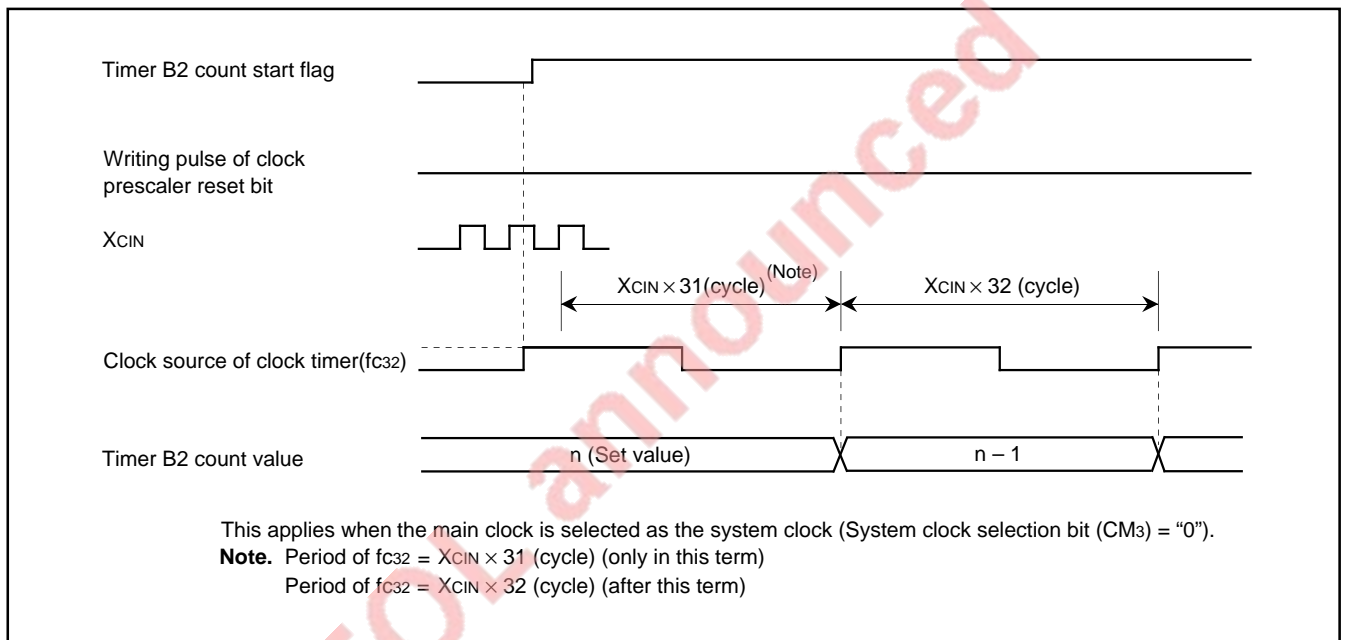 Timer B2 count start flag
Writing pulse of clock
prescaler reset bit
XCIN
XCIN × 31(cycle)(Note)
XCIN × 32 (cycle)
Clock source of clock timer(fc32)
Timer B2 count value
n (Set value)
n – 1
This applies when the main clock is selected as the system clock (System clock selection bit (CM3) = “0”).
Note. Period of fc32 = XCIN × 31 (cycle) (only in this term)
Period of fc32 = XCIN × 32 (cycle) (after this term)
EOL announced